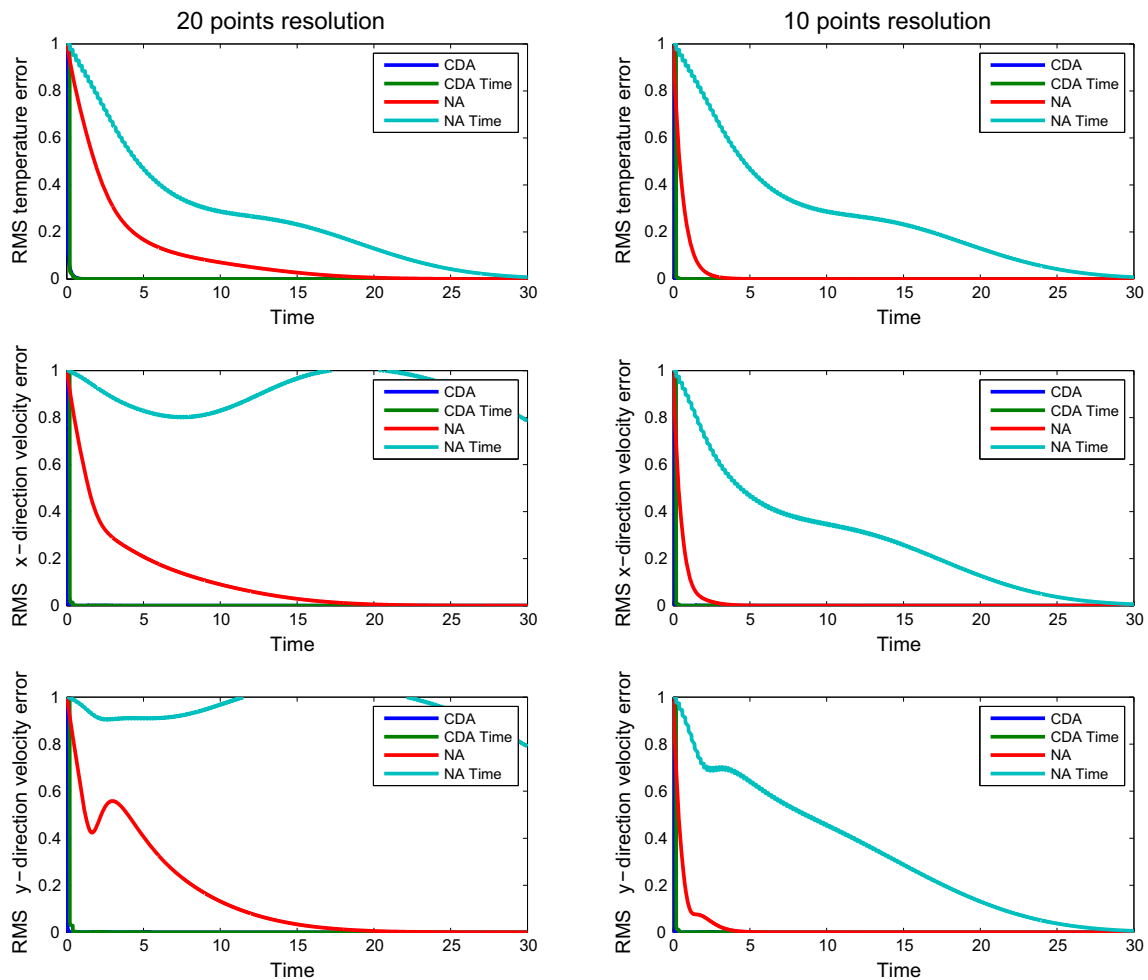 20 points resolution
RMS temperature error
1
0.8
0.6
0.4
0.2
0
0 5 10 15 20 25 30
Time
CDA
CDA Time
NA
NA Time
10 points resolution
RMS temperature error
1
0.8
0.6
0.4
0.2
0
0 5 10 15 20 25 30
Time
CDA
CDA Time
NA
NA Time
RMS x−direction velocity error
1
0.8
0.6
0.4
0.2
0
0 5 10 15 20 25 30
Time
CDA
CDA Time
NA
NA Time
RMS x−direction velocity error
1
0.8
0.6
0.4
0.2
0
0 5 10 15 20 25 30
Time
CDA
CDA Time
NA
NA Time
RMS y−direction velocity error
1
0.8
0.6
0.4
0.2
0
0 5 10 15 20 25 30
Time
CDA
CDA Time
NA
NA Time
RMS y−direction velocity error
1
0.8
0.6
0.4
0.2
0
0 5 10 15 20 25 30
Time
CDA
CDA Time
NA
NA Time